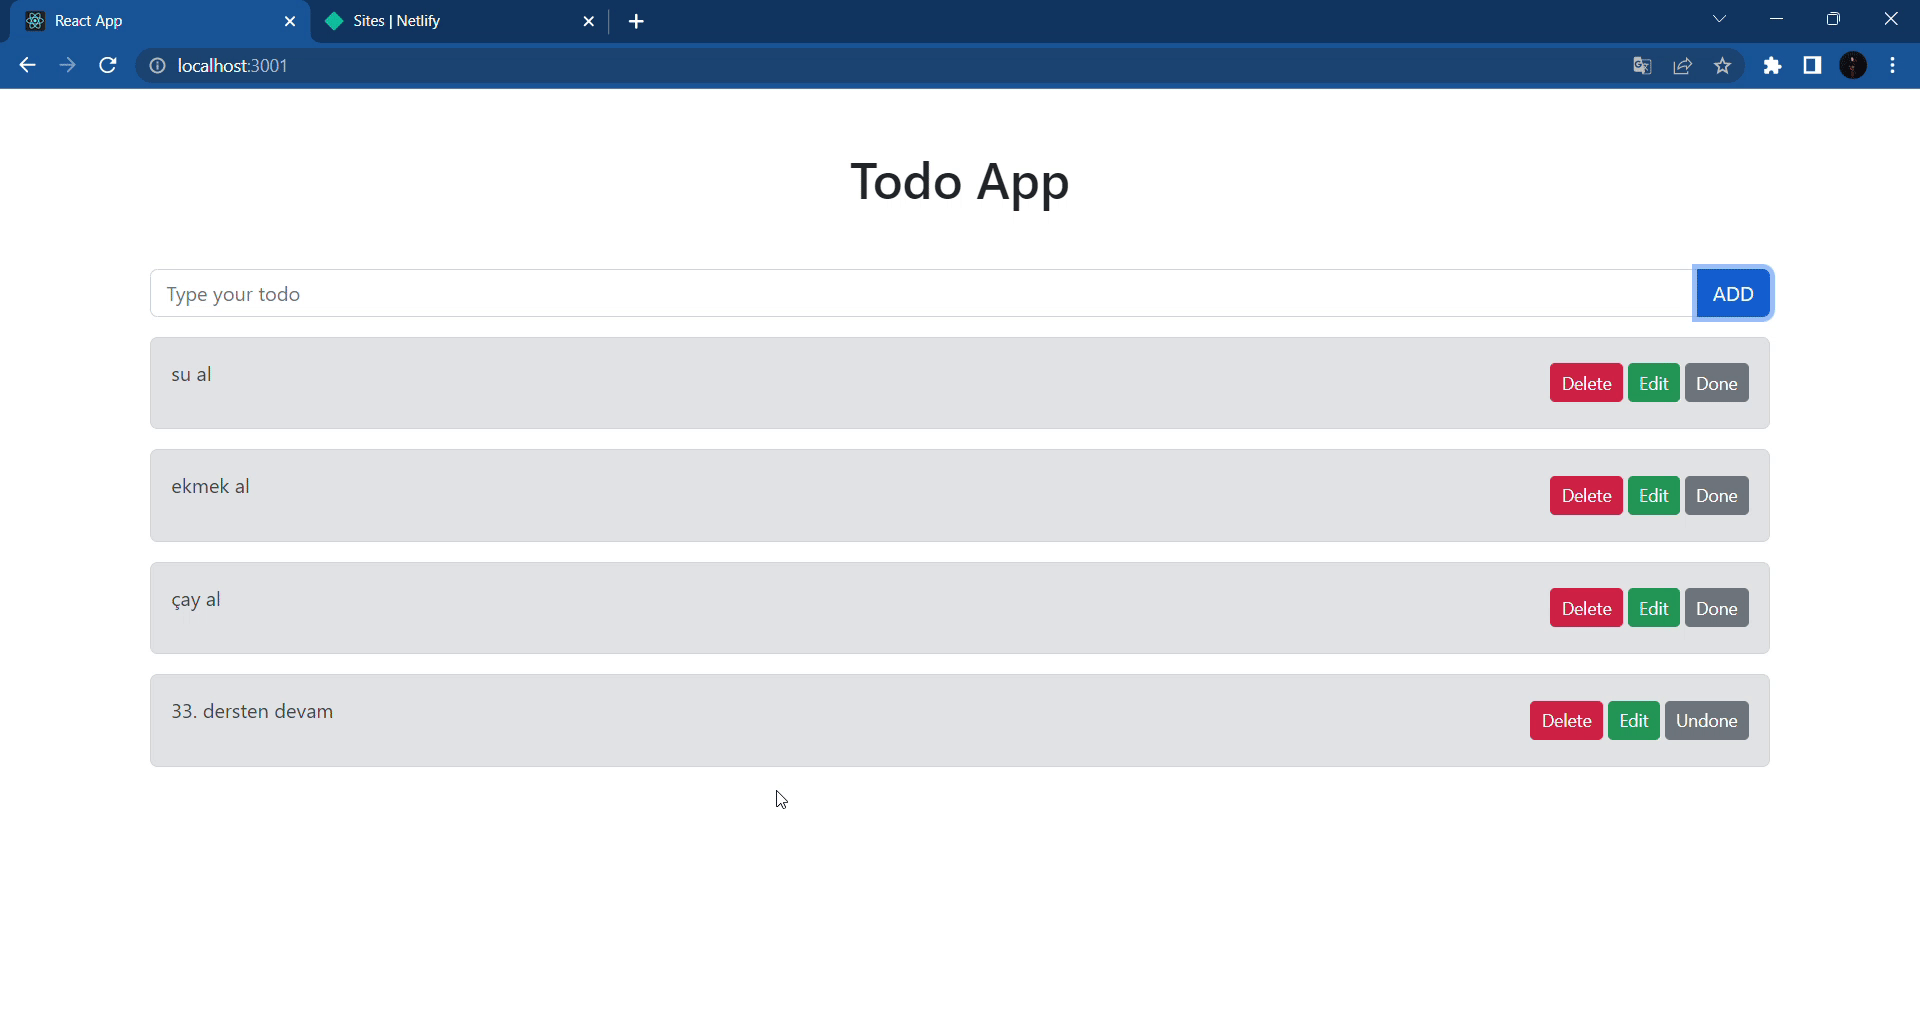 React App
Sites | Netlify
localhost:3001
Todo App
Type your todo
ADD
su al
Delete Edit Done
ekmek al
Delete Edit Done
çay al
Delete Edit Done
33. dersten devam
Delete Edit Undone